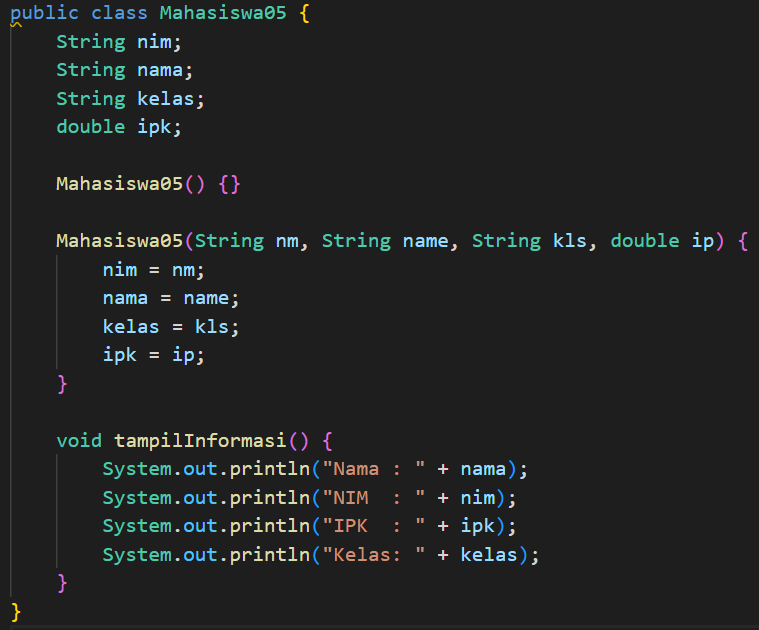 public class Mahasiswa05 {
    String nim;
    String nama;
    String kelas;
    double ipk;

    Mahasiswa05() {}

    Mahasiswa05(String nm, String name, String kls, double ip) {
        nim = nm;
        nama = name;
        kelas = kls;
        ipk = ip;
    }

    void tampilInformasi() {
        System.out.println("Nama : " + nama);
        System.out.println("NIM  : " + nim);
        System.out.println("IPK  : " + ipk);
        System.out.println("Kelas: " + kelas);
    }
}